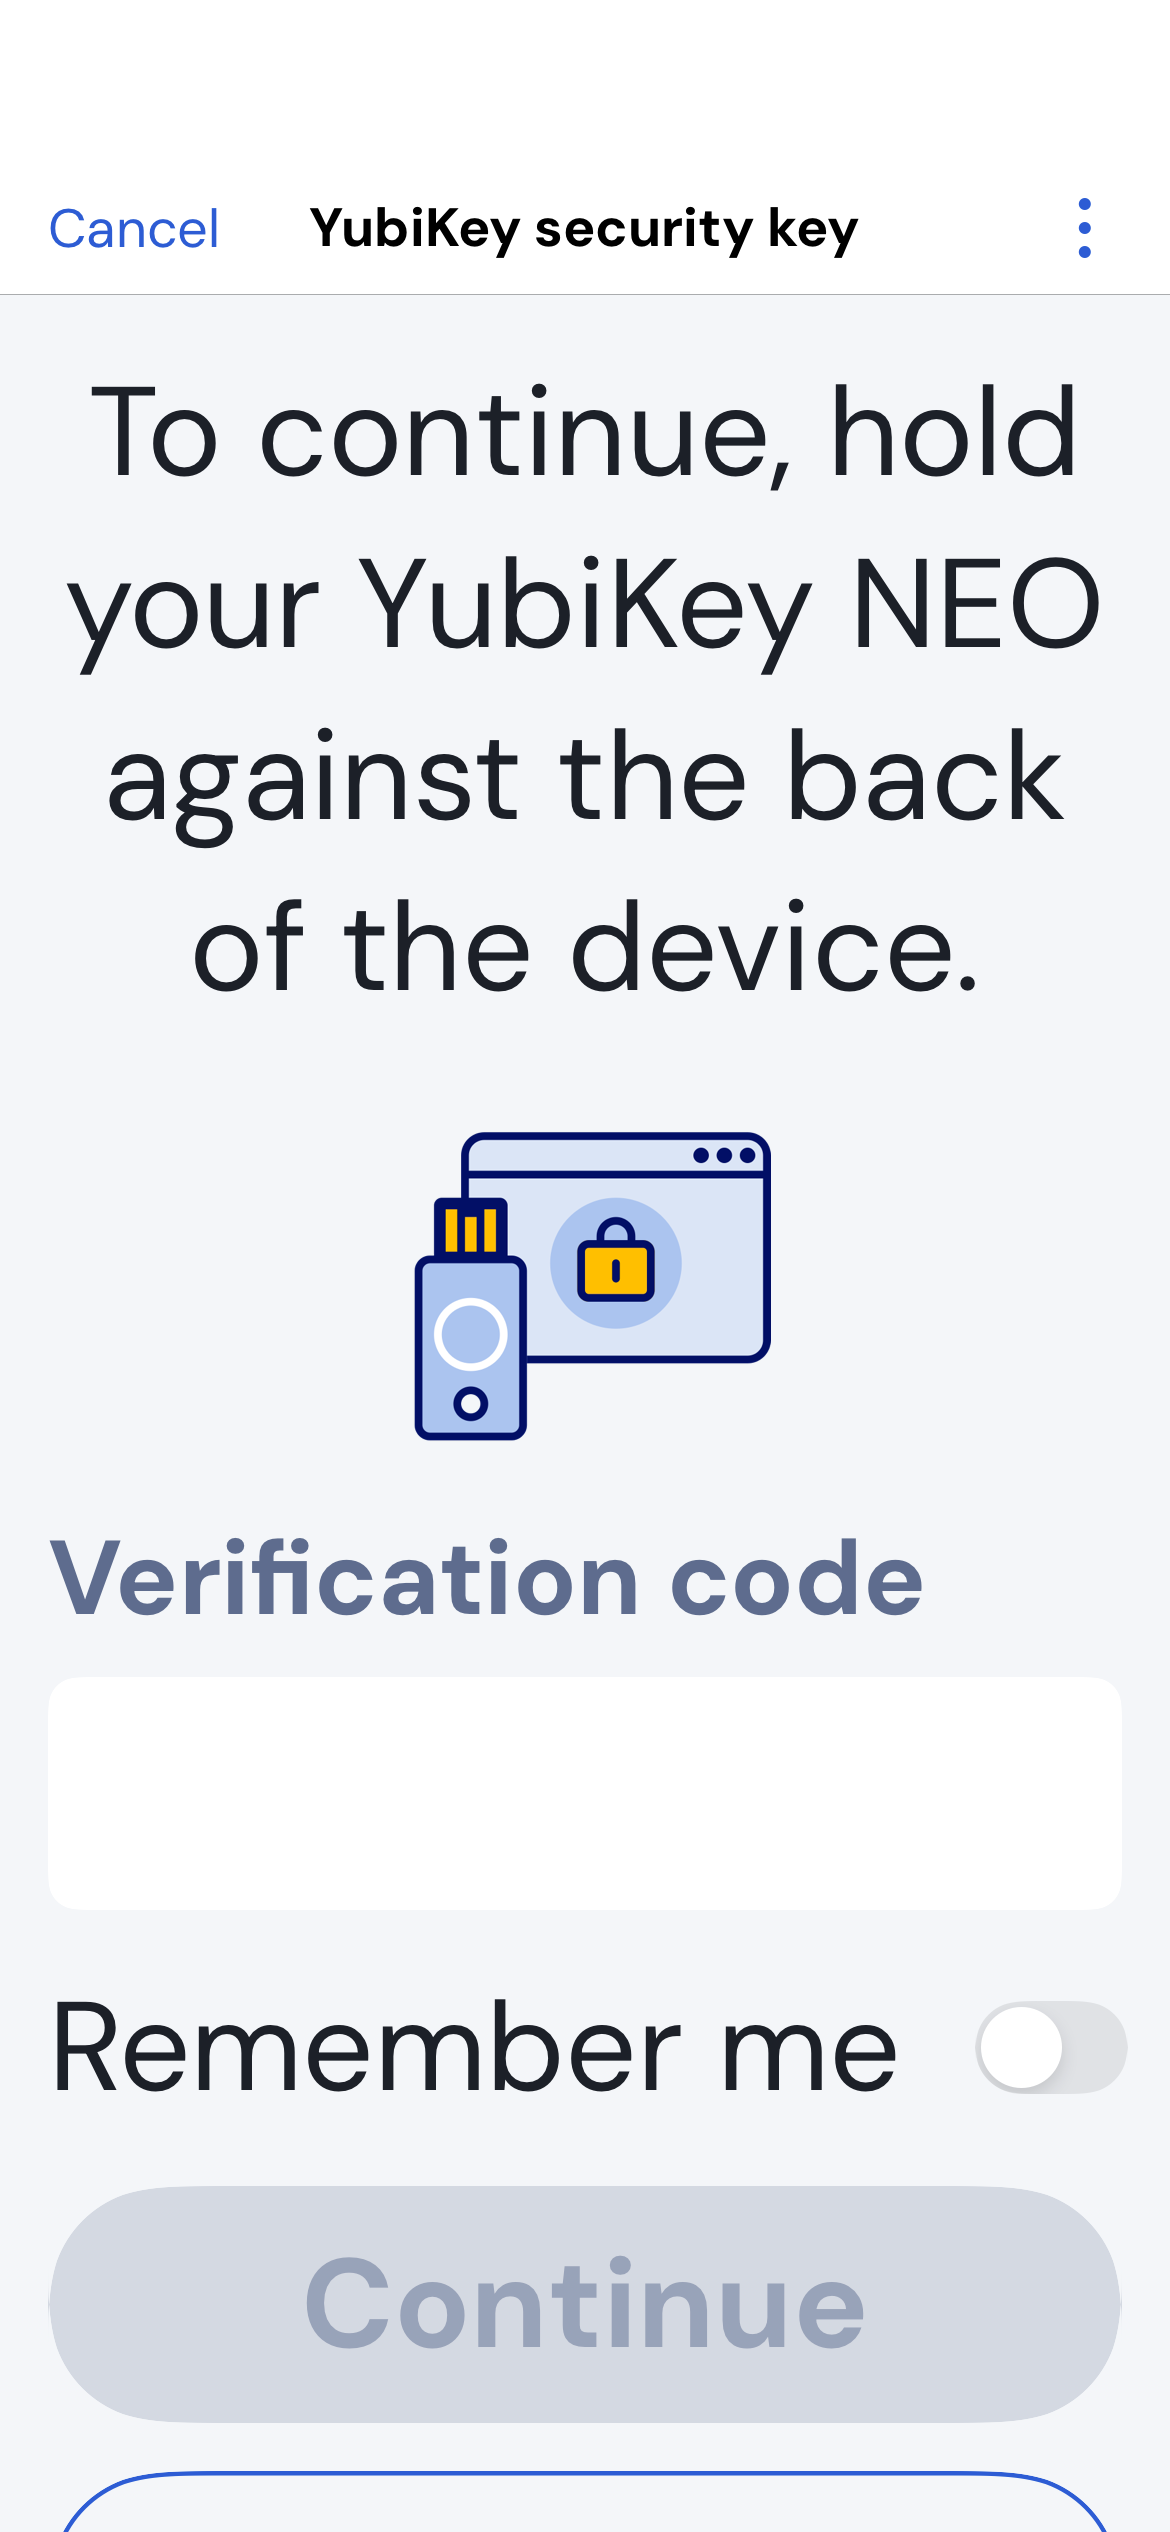 Cancel
YubiKey security key
To continue, hold
your YubiKey NEO
against the back
of the device.
Verification code
Remember me
Continue